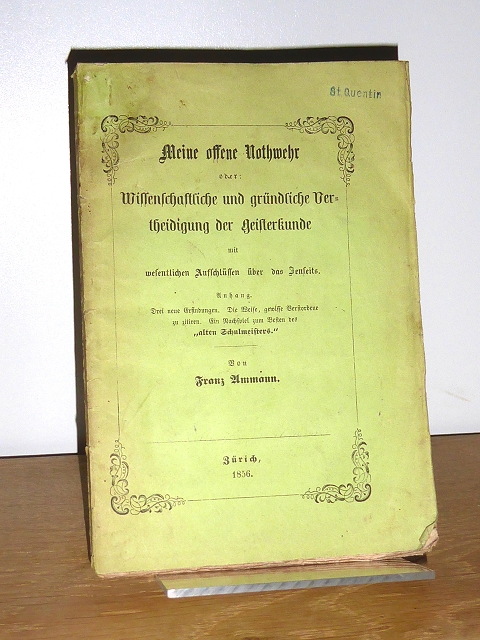 St Quentin
Meine offene Nothwehr
oder:
Wissenschaftliche und gründliche Ver=
theidigung der Geisterkunde
mit
wesentlichen Aufschlüssen über das Jenseits.
Anhang.
Drei neue Erfindungen. Die Weise, gewisse Verstorbene
zu zitiren. Ein Nachspiel zum Besten des
„alten Schulmeisters.“
Von
Franz Ammann.
Zürich,
1856.